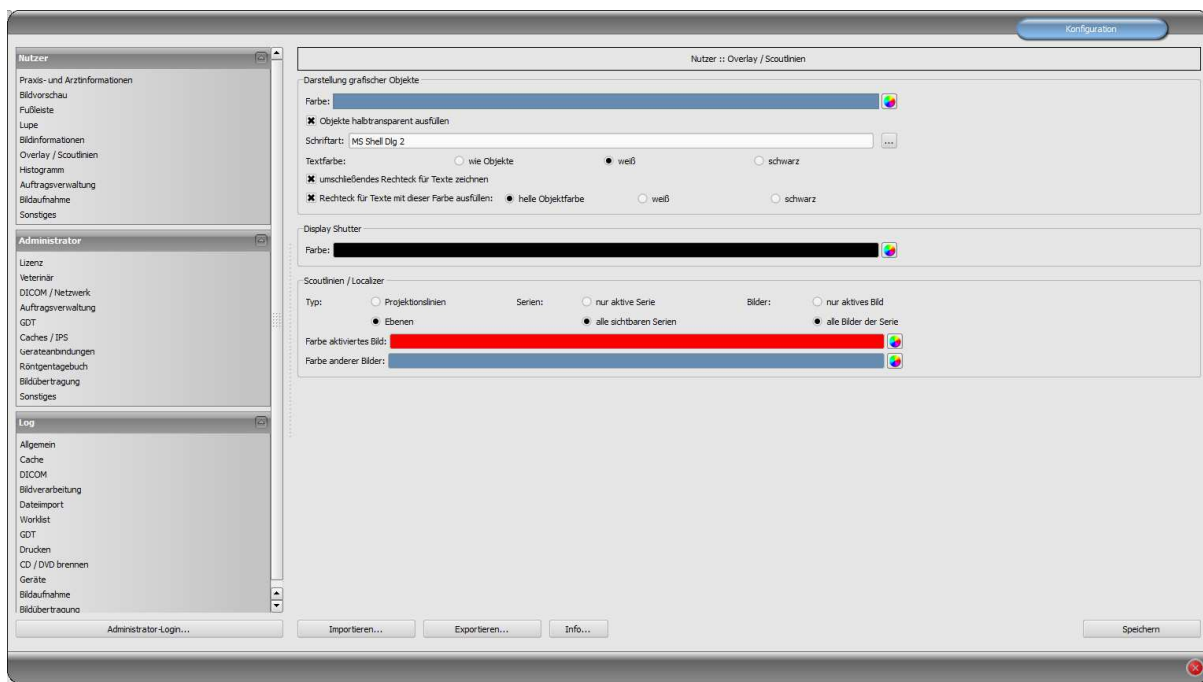 Konfiguration
Nutzer
Praxis- und Arztinformationen
Bildvorschau
Fußleiste
Lupe
Bildinformationen
Overlay / Scoutlinien
Histogramm
Auftragsverwaltung
Bildaufnahme
Sonstiges
Administrator
Lizenz
Veterinär
DICOM / Netzwerk
Auftragsverwaltung
GDT
Caches / IPS
Geräteanbindungen
Röntgentagebuch
Bildübertragung
Sonstiges
Log
Allgemein
Cache
DICOM
Bildverarbeitung
Dateiimport
Worklist
GDT
Drucken
CD / DVD brennen
Geräte
Bildaufnahme
Bildübertragung
Administrator-Login...
Nutzer :: Overlay / Scoutlinien
Darstellung grafischer Objekte
Farbe:
Objekte halbtransparent ausfüllen
Schriftart: MS Shell Dlg 2 ...
Textfarbe: wie Objekte weiß schwarz
umschließendes Rechteck für Texte zeichnen
Rechteck für Texte mit dieser Farbe ausfüllen: helle Objektfarbe weiß schwarz
Display Shutter
Farbe:
Scoutlinien / Localizer
Typ: Projektionslinien Serien: nur aktive Serie Bilder: nur aktives Bild
Ebenen alle sichtbaren Serien alle Bilder der Serie
Farbe aktiviertes Bild:
Farbe anderer Bilder:
Importieren... Exportieren... Info... Speichern